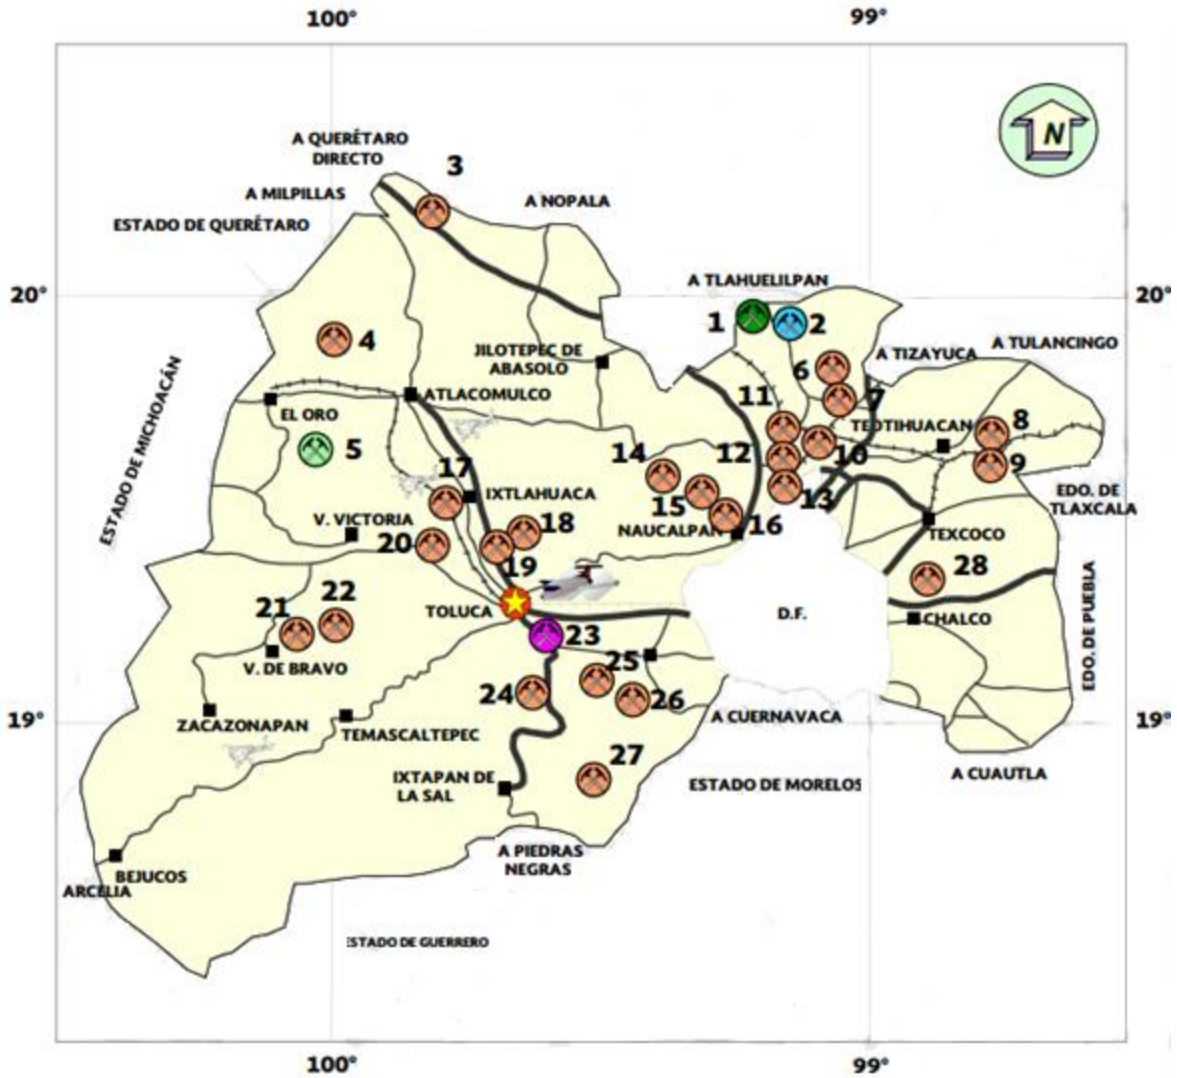 100°
99°
N
A QUERÉTARO
DIRECTO
3
A MILPILLAS
A NOPALA
ESTADO DE QUERÉTARO
A TLAHUELILPAN
20°
20°
1
2
4
JILOTEPEC DE
ABASOLO
A TIZAYUCA
A TULANCINGO
6
7
ATLACOMULCO
EL ORO
11
TEOTIHUACAN
8
5
14
12
10
9
ESTADO DE MICHOACÁN
17
IXTLAHUACA
15
13
EDO. DE
TLAXCALA
V. VICTORIA
18
NAUCALPAN
16
TEXCOCO
20
19
28
21
22
TOLUCA
D.F.
CHALCO
23
EDO. DE PUEBLA
V. DE BRAVO
25
24
26
19°
19°
ZACAZONAPAN
TEMASCALTEPEC
A CUERNAVACA
27
IXTAPAN DE
LA SAL
ESTADO DE MORELOS
A CUAUTLA
A PIEDRAS
NEGRAS
BEJUCOS
ARCELIA
ESTADO DE GUERRERO
100°
99°